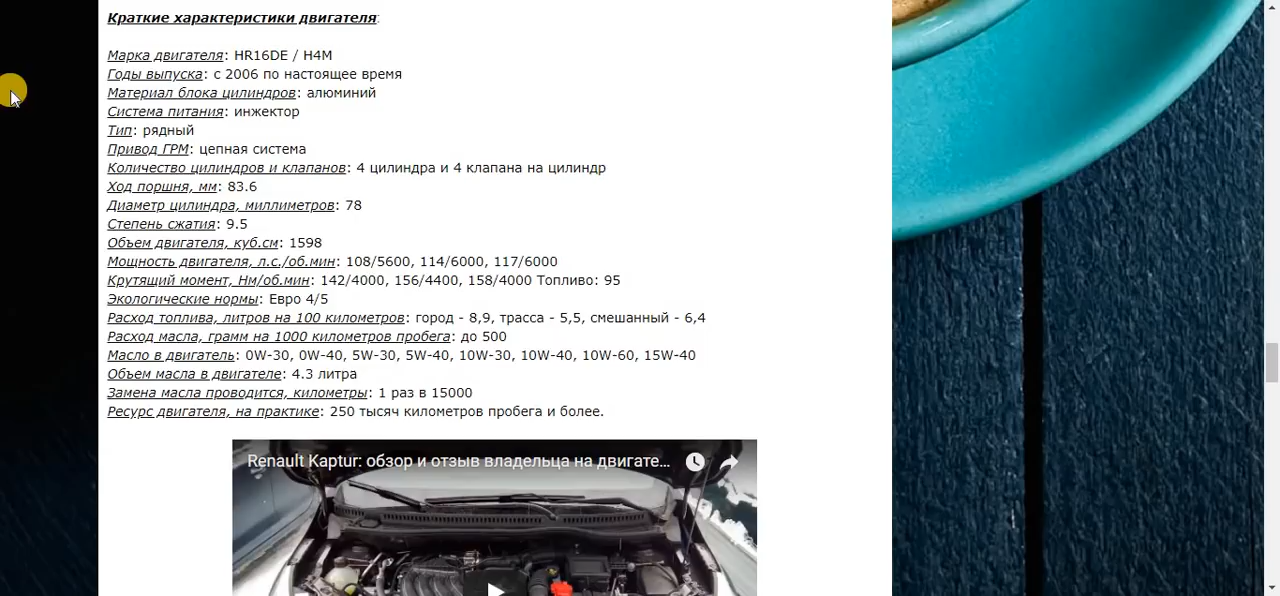 Краткие характеристики двигателя:
Марка двигателя: HR16DE / H4M
Годы выпуска: с 2006 по настоящее время
Материал блока цилиндров: алюминий
Система питания: инжектор
Тип: рядный
Привод ГРМ: цепная система
Количество цилиндров и клапанов: 4 цилиндра и 4 клапана на цилиндр
Ход поршня, мм: 83.6
Диаметр цилиндра, миллиметров: 78
Степень сжатия: 9.5
Объем двигателя, куб.см: 1598
Мощность двигателя, л.с./об.мин: 108/5600, 114/6000, 117/6000
Крутящий момент, Нм/об.мин: 142/4000, 156/4400, 158/4000 Топливо: 95
Экологические нормы: Евро 4/5
Расход топлива, литров на 100 километров: город - 8,9, трасса - 5,5, смешанный - 6,4
Расход масла, грамм на 1000 километров пробега: до 500
Масло в двигатель: 0W-30, 0W-40, 5W-30, 5W-40, 10W-30, 10W-40, 10W-60, 15W-40
Объем масла в двигателе: 4.3 литра
Замена масла проводится, километры: 1 раз в 15000
Ресурс двигателя, на практике: 250 тысяч километров пробега и более.
Renault Kaptur: обзор и отзыв владельца на двигате...